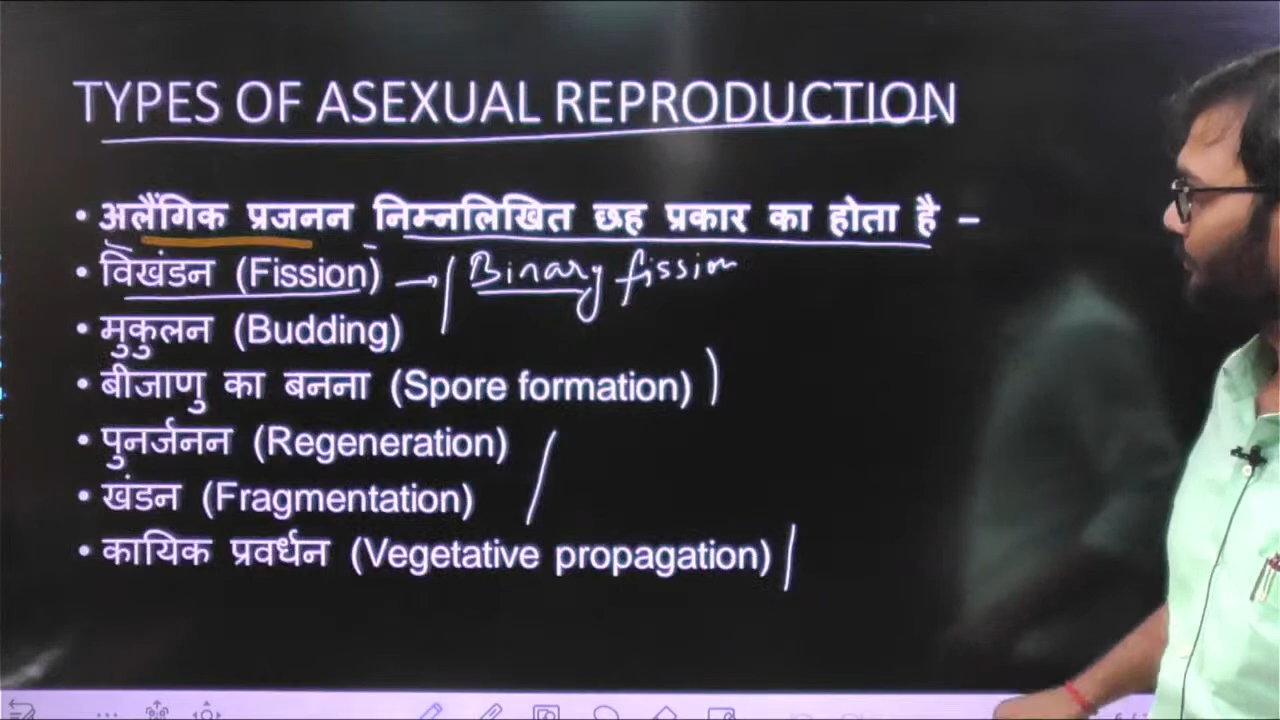 TYPES OF ASEXUAL REPRODUCTION
• अलैंगिक प्रजनन निम्नलिखित छह प्रकार का होता है –
• विखंडन (Fission) → Binary fission
• मुकुलन (Budding)
• बीजाणु का बनना (Spore formation)
• पुनर्जनन (Regeneration)
• खंडन (Fragmentation)
• कायिक प्रवर्धन (Vegetative propagation)